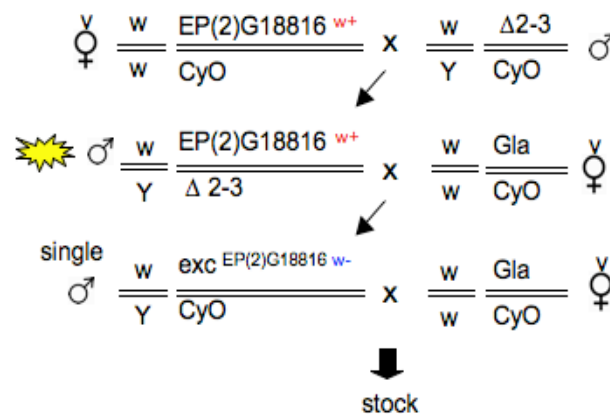 w EP(2)G18816 w+ x w Δ2-3
w CyO Y CyO
w EP(2)G18816 w+ x w Gla
Y Δ 2-3 w CyO
single
w exc EP(2)G18816 w- x w Gla
Y CyO w CyO
stock